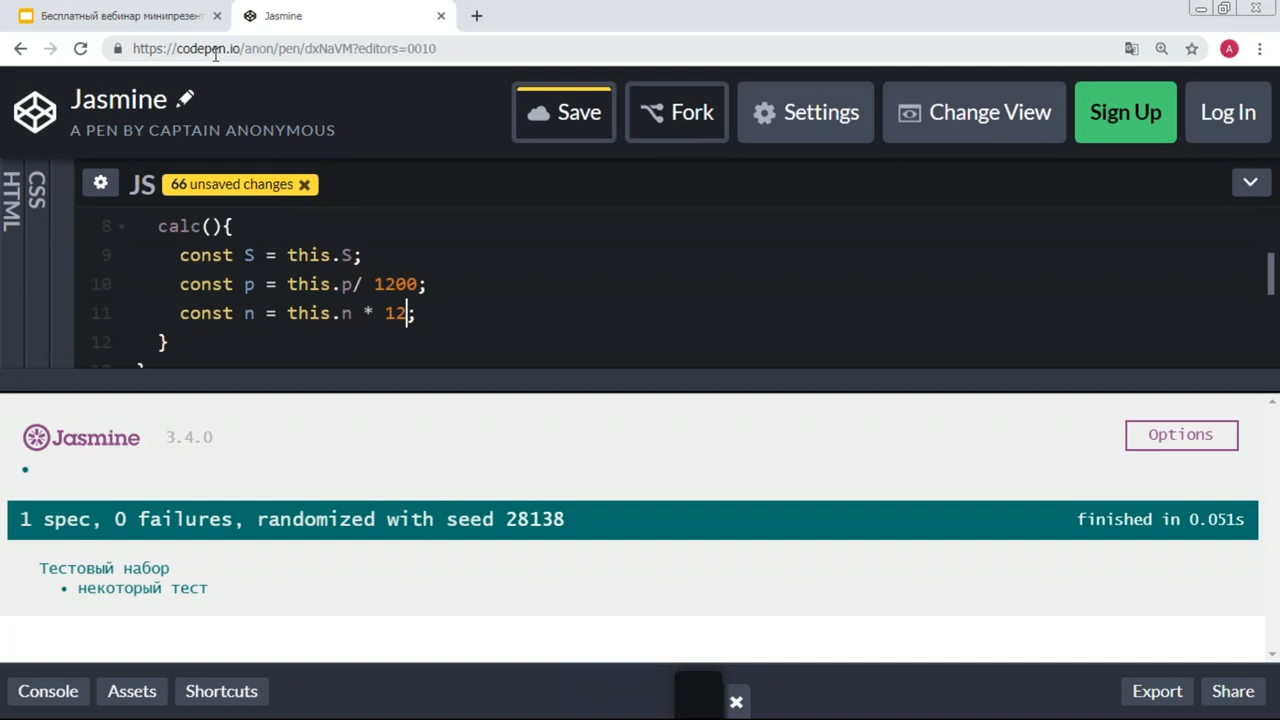 Бесплатный вебинар минипрезент
Jasmine
https://codepen.io/anon/pen/dxNaVM?editors=0010
A
Jasmine
A PEN BY CAPTAIN ANONYMOUS
Save
Fork
Settings
Change View
Sign Up
Log In
HTML
CSS
JS
66 unsaved changes
8 calc(){
9 const S = this.S;
10 const p = this.p/ 1200;
11 const n = this.n * 12;
12 }
Jasmine 3.4.0
Options
1 spec, 0 failures, randomized with seed 28138
finished in 0.051s
Тестовый набор
• некоторый тест
Console
Assets
Shortcuts
Export
Share